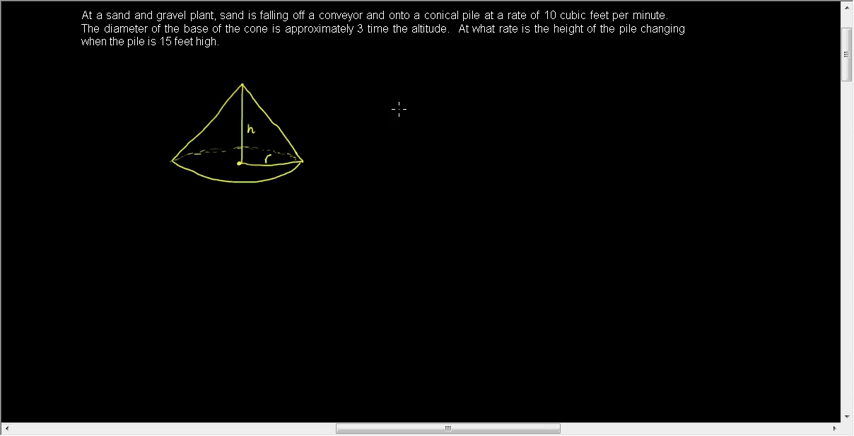 At a sand and gravel plant, sand is falling off a conveyor and onto a conical pile at a rate of 10 cubic feet per minute.
The diameter of the base of the cone is approximately 3 time the altitude. At what rate is the height of the pile changing
when the pile is 15 feet high.
h
r